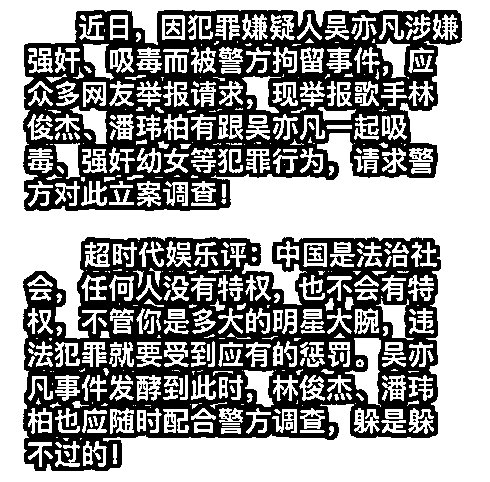 近日，因犯罪嫌疑人吴亦凡涉嫌
强奸、吸毒而被警方拘留事件，应
众多网友举报请求，现举报歌手林
俊杰、潘玮柏有跟吴亦凡一起吸
毒、强奸幼女等犯罪行为，请求警
方对此立案调查！
超时代娱乐评：中国是法治社
会，任何人没有特权，也不会有特
权，不管你是多大的明星大腕，违
法犯罪就要受到应有的惩罚。吴亦
凡事件发酵到此时，林俊杰、潘玮
柏也应随时配合警方调查，躲是躲
不过的！